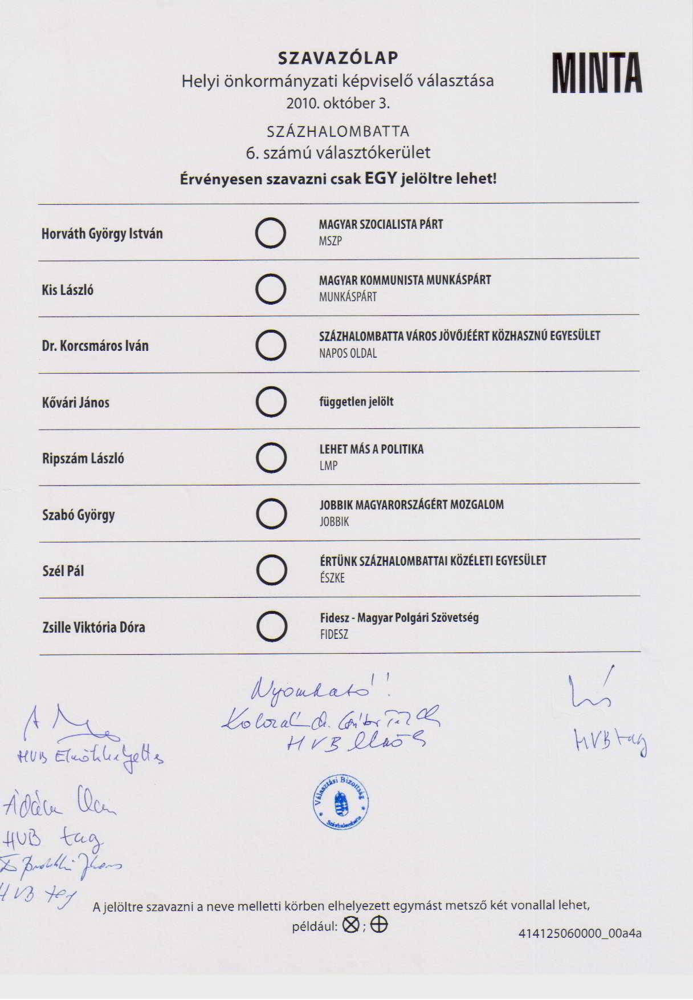 SZAVAZÓLAP
MINTA
Helyi önkormányzati képviselő választása
2010. október 3.
SZÁZHALOMBATTA
6. számú választókerület
Érvényesen szavazni csak EGY jelöltre lehet!
Horváth György István
MAGYAR SZOCIALISTA PÁRT
MSZP
Kis László
MAGYAR KOMMUNISTA MUNKÁSPÁRT
MUNKÁSPÁRT
Dr. Korcsmáros Iván
SZÁZHALOMBATTA VÁROS JÖVŐJÉÉRT KÖZHASZNÚ EGYESÜLET
NAPOS OLDAL
Kővári János
független jelölt
Ripszám László
LEHET MÁS A POLITIKA
LMP
Szabó György
JOBBIK MAGYARORSZÁGÉRT MOZGALOM
JOBBIK
Szél Pál
ÉRTÜNK SZÁZHALOMBATTAI KÖZÉLETI EGYESÜLET
ÉSZKE
Zsille Viktória Dóra
Fidesz - Magyar Polgári Szövetség
FIDESZ
Nyomható!!
HVB elnök
HVB tag
HVB Elnökhelyettes
Választási Bizottság
Százhalombatta
Ádám
HVB tag
HVB tag
A jelöltre szavazni a neve melletti körben elhelyezett egymást metsző két vonallal lehet,
például: ;
414125060000_00a4a